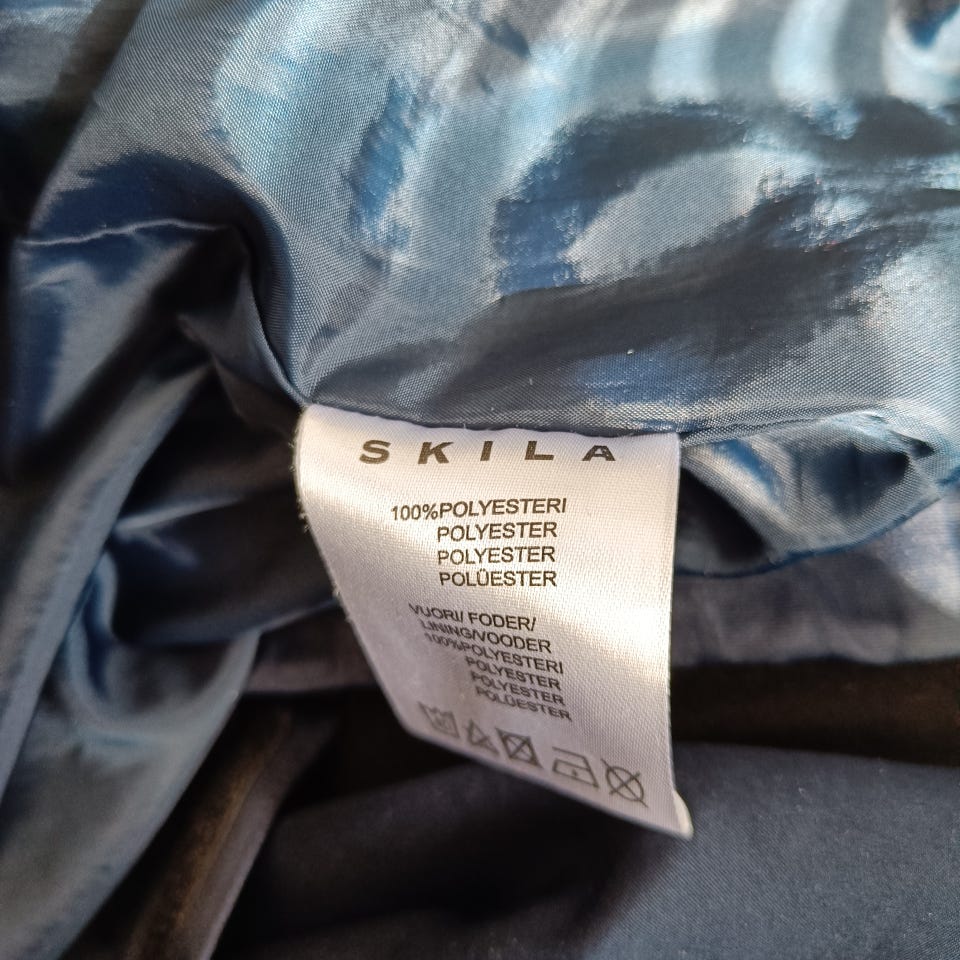 SKILA
100%POLYESTERI
POLYESTER
POLYESTER
POLÜESTER
VUORI/ FODER/
LINING/VOODER
100%POLYESTERI
POLYESTER
POLYESTER
POLÜESTER